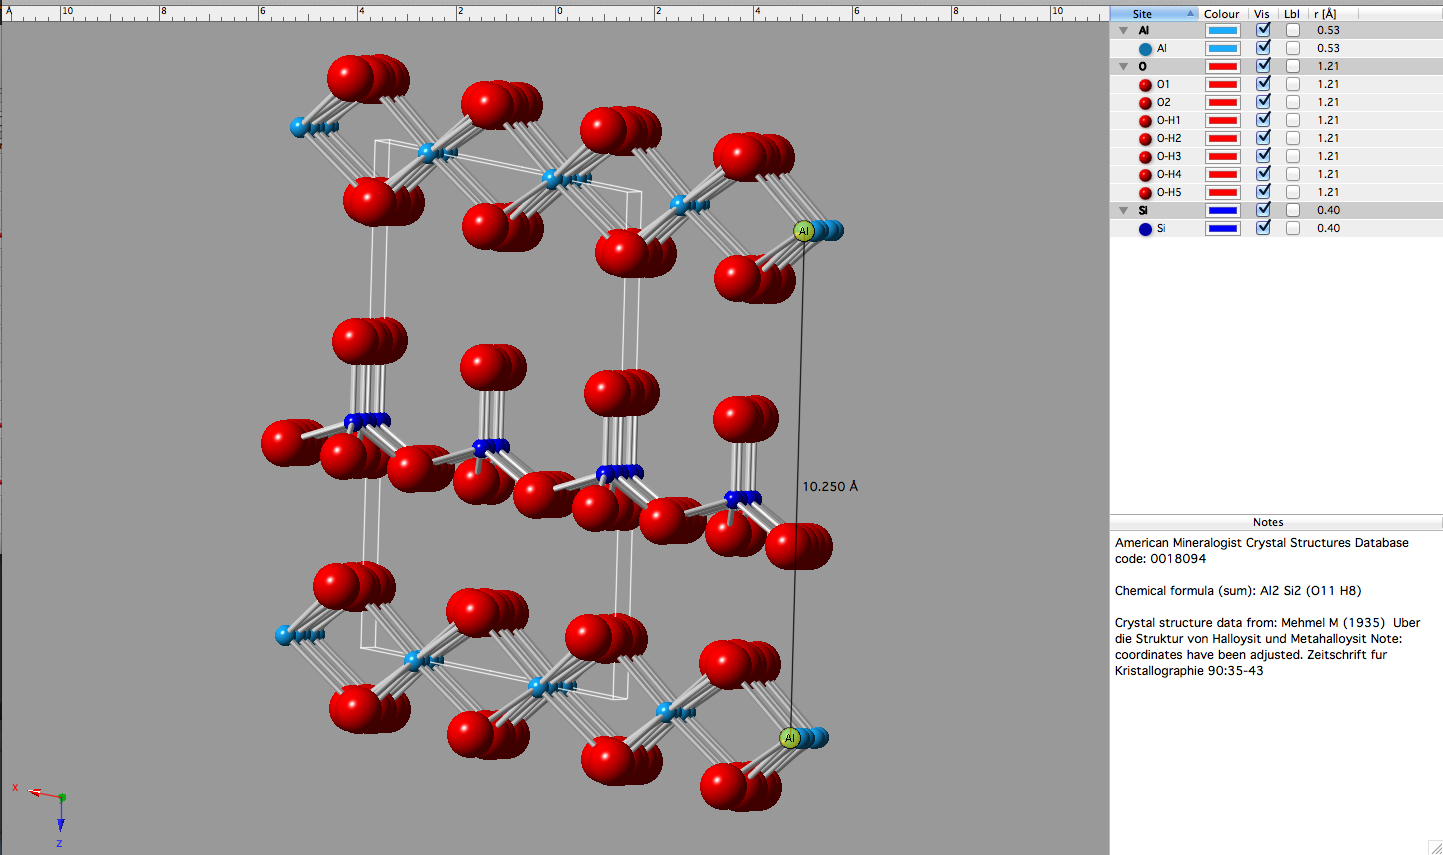 Å 10 8 6 4 2 0 2 4 6 8 10
Site Colour Vis Lbl r [Å]
Al 0.53
Al 0.53
O 1.21
O1 1.21
O2 1.21
O-H1 1.21
O-H2 1.21
O-H3 1.21
O-H4 1.21
O-H5 1.21
Si 0.40
Si 0.40
Al
10.250 Å
Al
x
z
Notes
American Mineralogist Crystal Structures Database
code: 0018094
Chemical formula (sum): Al2 Si2 (O11 H8)
Crystal structure data from: Mehmel M (1935) Uber
die Struktur von Halloysit und Metahalloysit Note:
coordinates have been adjusted. Zeitschrift fur
Kristallographie 90:35-43